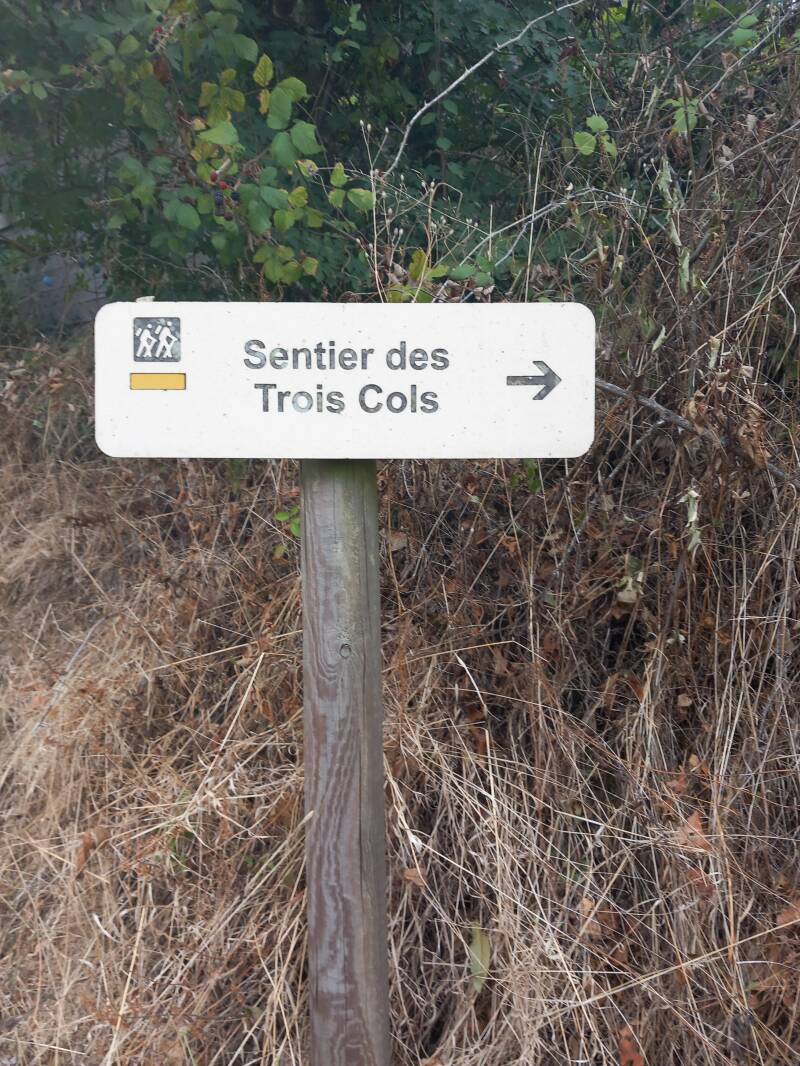 Sentier des
Trois Cols